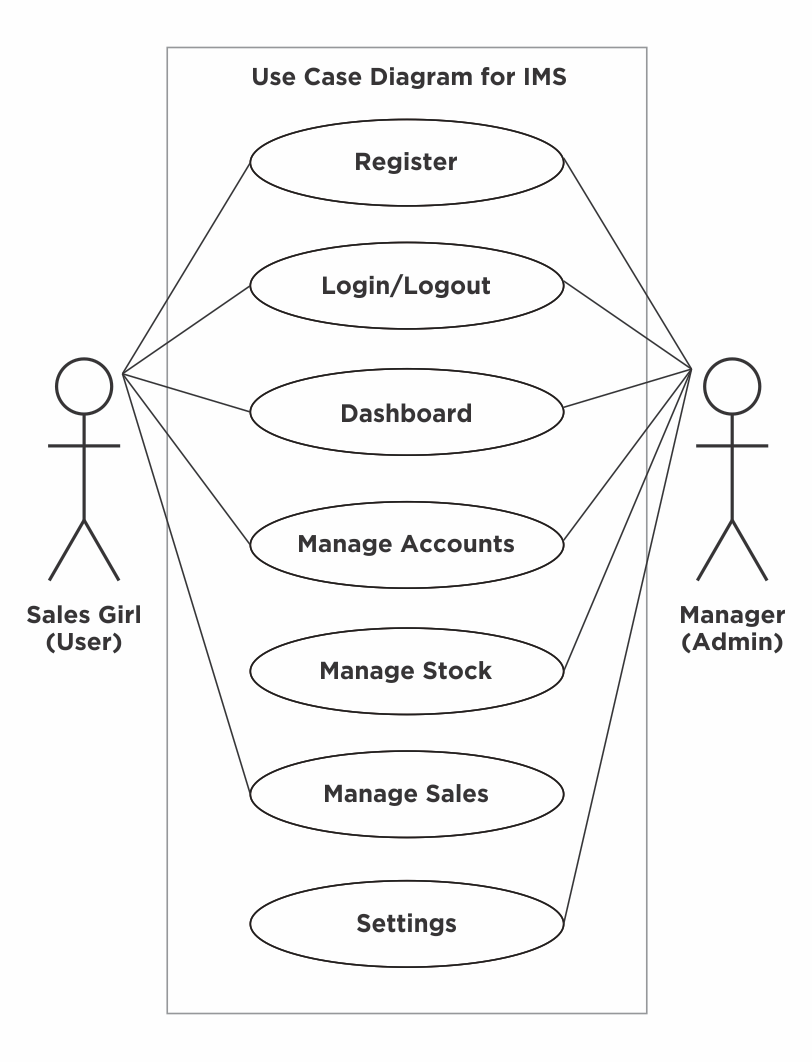 Use Case Diagram for IMS
Register
Login/Logout
Dashboard
Manage Accounts
Sales Girl
(User)
Manager
(Admin)
Manage Stock
Manage Sales
Settings